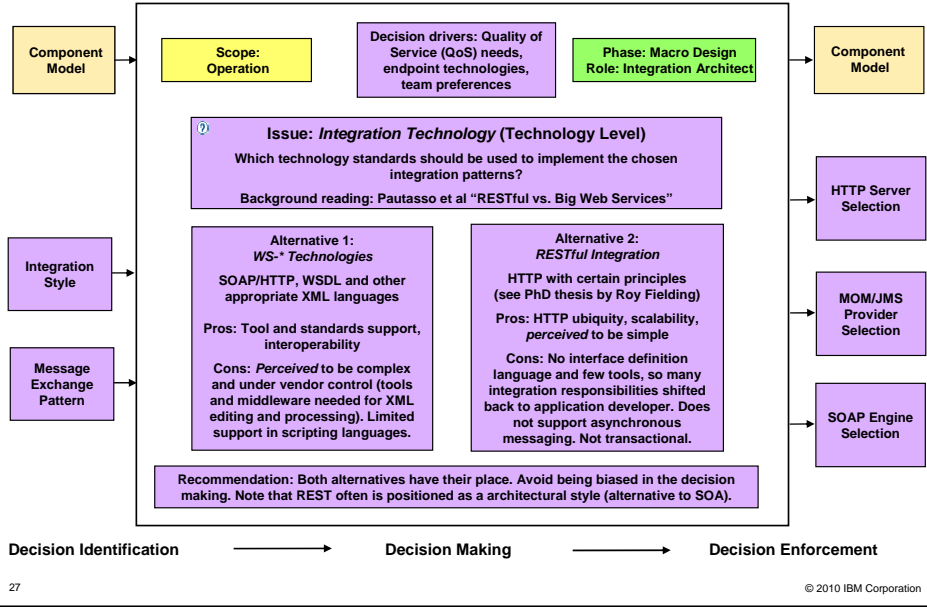 Component
Model
Scope:
Operation
Decision drivers: Quality of
Service (QoS) needs,
endpoint technologies,
team preferences
Phase: Macro Design
Role: Integration Architect
Component
Model
Issue: Integration Technology (Technology Level)
Which technology standards should be used to implement the chosen
integration patterns?
Background reading: Pautasso et al “RESTful vs. Big Web Services”
Integration
Style
Message
Exchange
Pattern
Alternative 1:
WS-* Technologies
SOAP/HTTP, WSDL and other
appropriate XML languages
Pros: Tool and standards support,
interoperability
Cons: Perceived to be complex
and under vendor control (tools
and middleware needed for XML
editing and processing). Limited
support in scripting languages.
Alternative 2:
RESTful Integration
HTTP with certain principles
(see PhD thesis by Roy Fielding)
Pros: HTTP ubiquity, scalability,
perceived to be simple
Cons: No interface definition
language and few tools, so many
integration responsibilities shifted
back to application developer. Does
not support asynchronous
messaging. Not transactional.
HTTP Server
Selection
MOM/JMS
Provider
Selection
SOAP Engine
Selection
Recommendation: Both alternatives have their place. Avoid being biased in the decision
making. Note that REST often is positioned as a architectural style (alternative to SOA).
Decision Identification
Decision Making
Decision Enforcement
27
© 2010 IBM Corporation